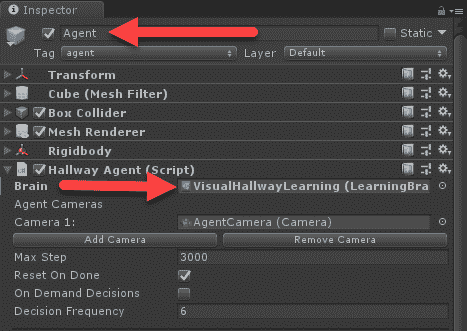 Inspector
Agent
Static
Tag agent Layer Default
Transform
Cube (Mesh Filter)
Box Collider
Mesh Renderer
Rigidbody
Hallway Agent (Script)
Brain VisualHallwayLearning (LearningBra
Agent Cameras
Camera 1: AgentCamera (Camera)
Add Camera Remove Camera
Max Step 3000
Reset On Done
On Demand Decisions
Decision Frequency 6